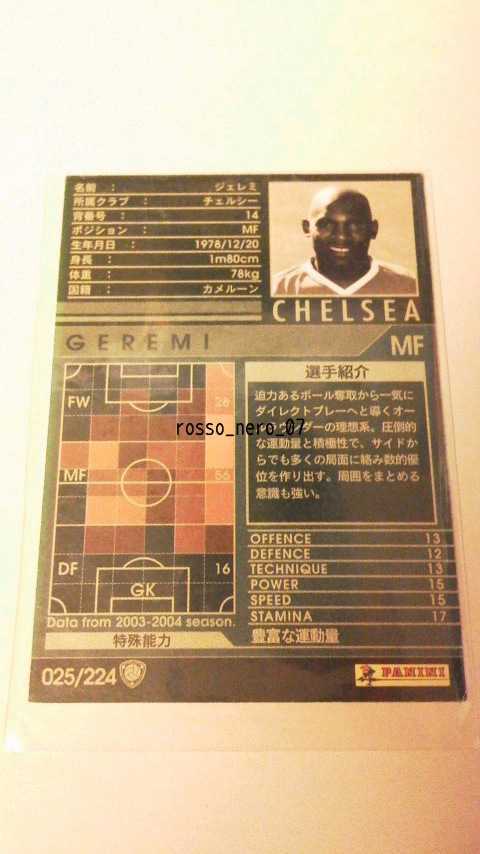 名前 : ジェレミ
所属クラブ : チェルシー
背番号 : 14
ポジション : MF
生年月日 : 1978/12/20
身長 : 1m80cm
体重 : 78kg
国籍 : カメルーン
CHELSEA
GEREMI
MF
FW 28
MF 56
DF 16
GK
Data from 2003-2004 season.
特殊能力
選手紹介
迫力あるボール奪取から一気に
ダイレクトプレーへと導くオー
ルラウンダーの理想系。圧倒的
な運動量と積極性で、サイドか
らでも多くの局面に絡み数的優
位を作り出す。周囲をまとめる
意識も強い。
rosso_nero_07
OFFENCE 13
DEFENCE 12
TECHNIQUE 13
POWER 15
SPEED 15
STAMINA 17
豊富な運動量
025/224
PANINI